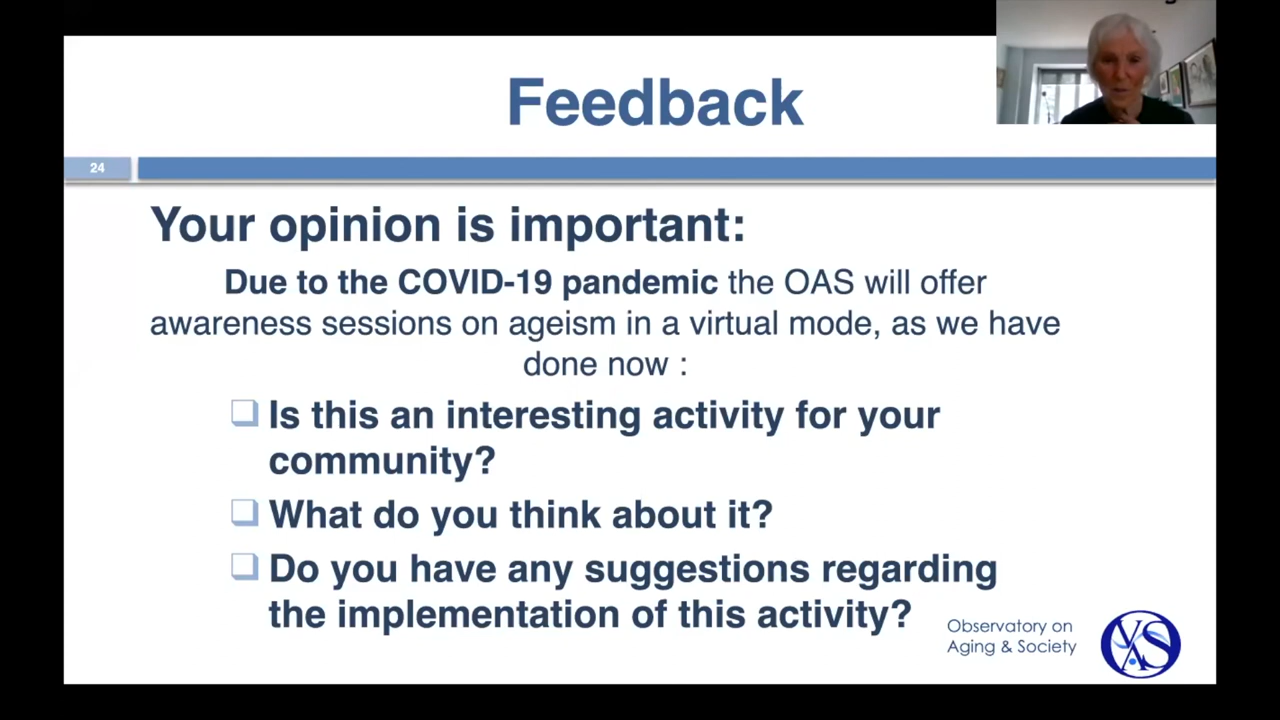 Feedback
24
Your opinion is important:
Due to the COVID-19 pandemic the OAS will offer
awareness sessions on ageism in a virtual mode, as we have
done now :
Is this an interesting activity for your
community?
What do you think about it?
Do you have any suggestions regarding
the implementation of this activity?
Observatory on
Aging & Society